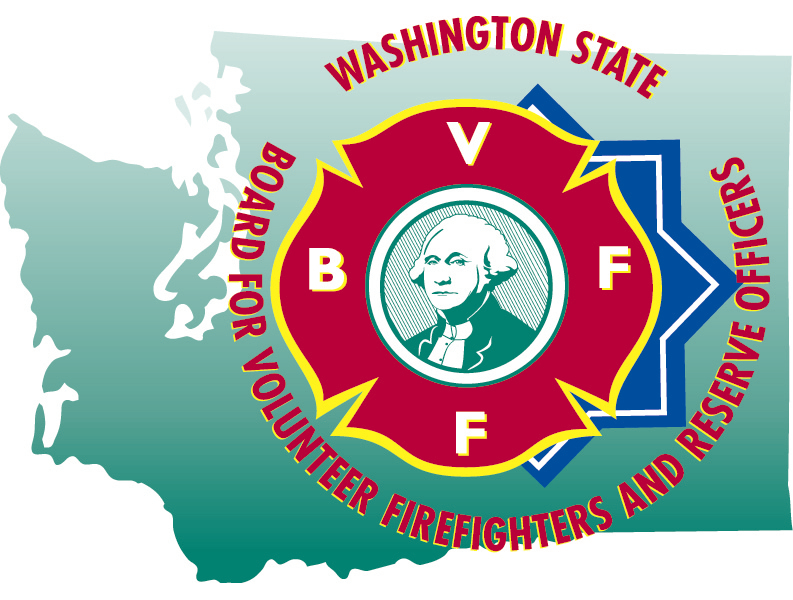 WASHINGTON STATE
BOARD FOR VOLUNTEER FIREFIGHTERS AND RESERVE OFFICERS
V
B F
F